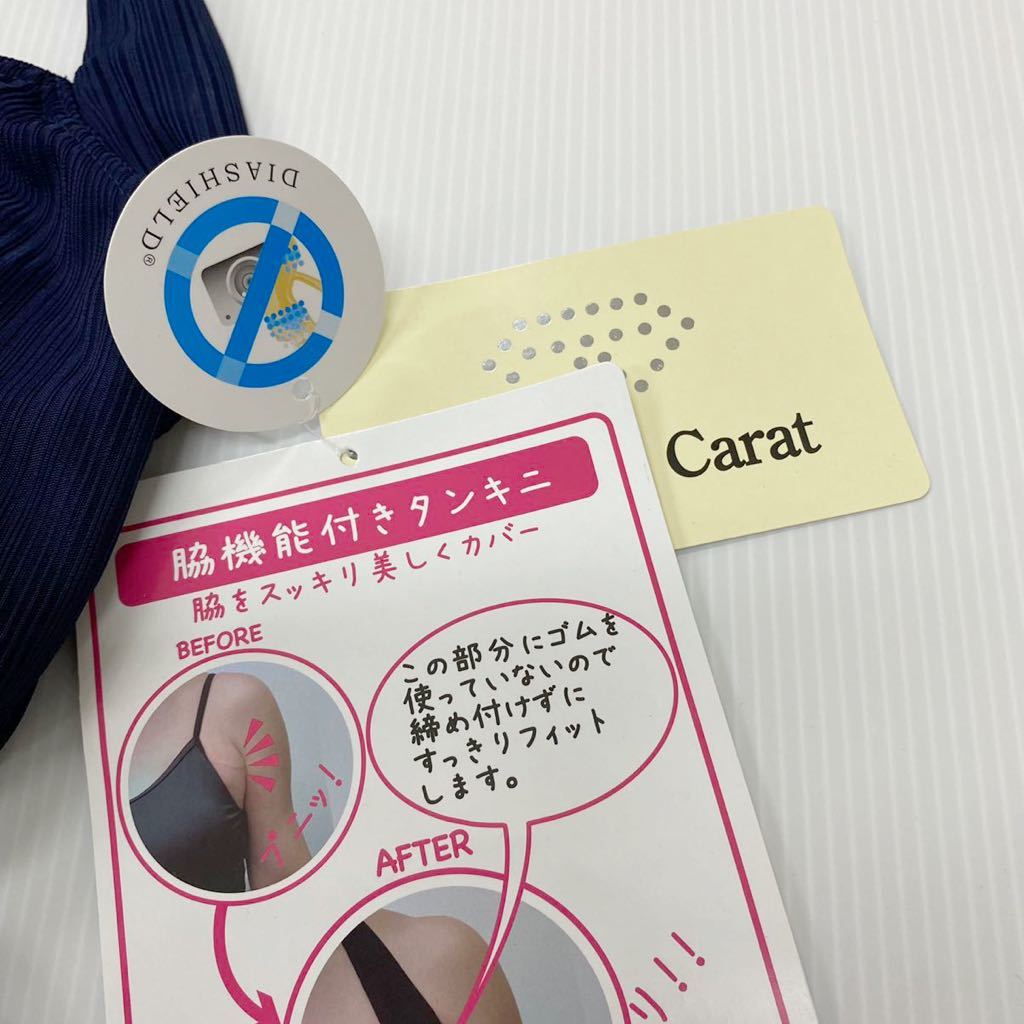 DIASHIELD®
Carat
脇機能付きタンキニ
脇をスッキリ美しくカバー
BEFORE
この部分にゴムを
使っていないので
締め付けずに
すっきりフィット
します。
AFTER